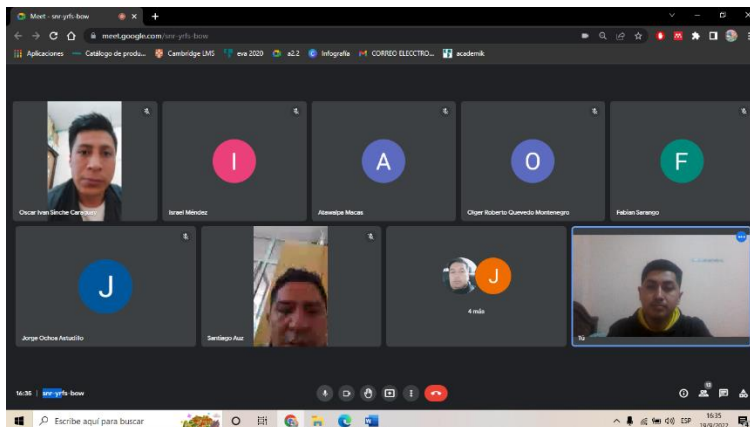 Meet - snr-yrfs-bow
meet.google.com/snr-yrfs-bow
Aplicaciones Catálogo de produ... Cambridge LMS eva 2020 a2.2 Infografía CORREO ELECCTRO... academik
I
A
O
F
Oscar Ivan Sinche
Israel Méndez
Atawalpa Macas
Olger Roberto Quevedo Montenegro
Fabian Sarango
J
J
Jorge Ochoa Astudillo
Santiago Auz
4 más
Tú
16:35 | snr-yrfs-bow
Escribe aquí para buscar
ESP
16:35
19/9/2022